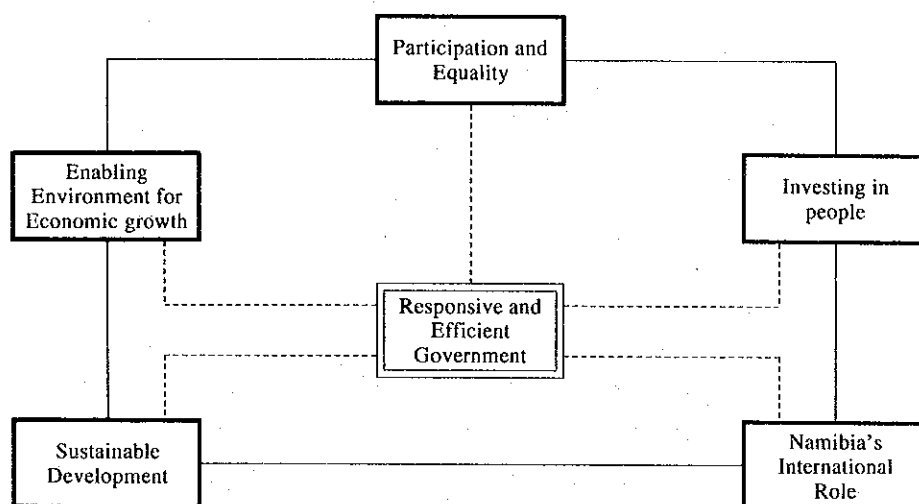 Participation and
Equality
Enabling
Environment for
Economic growth
Investing in
people
Responsive and
Efficient
Government
Sustainable
Development
Namibia's
International
Role